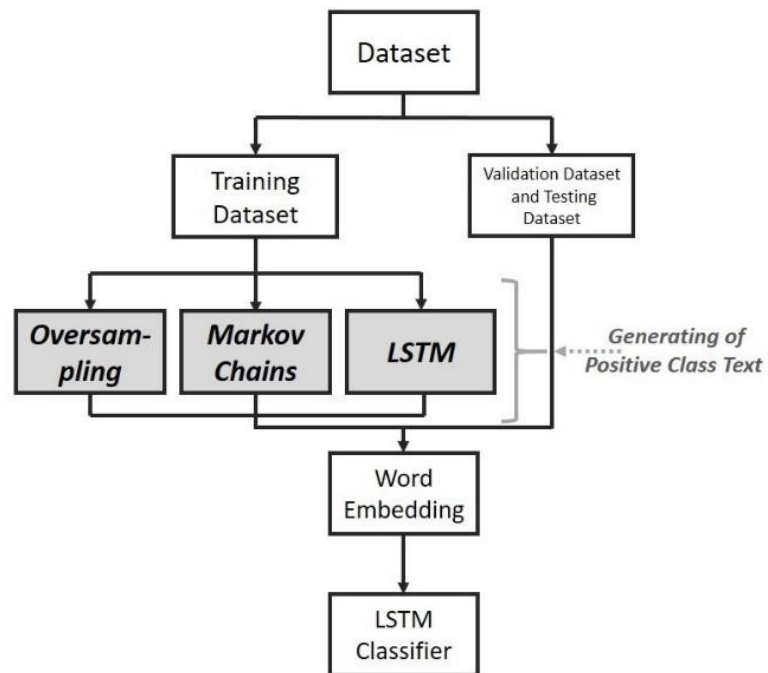 Dataset
Training
Dataset
Validation Dataset
and Testing
Dataset
Oversam-
pling
Markov
Chains
LSTM
Generating of
Positive Class Text
Word
Embedding
LSTM
Classifier